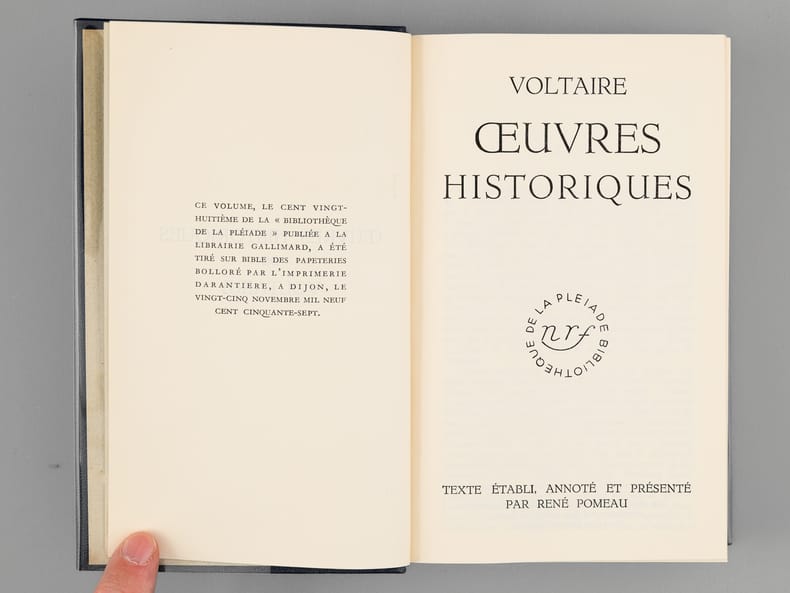 CE VOLUME, LE CENT VINGT-
HUITIÈME DE LA « BIBLIOTHÈQUE
DE LA PLÉIADE » PUBLIÉE A LA
LIBRAIRIE GALLIMARD, A ÉTÉ
TIRÉ SUR BIBLE DES PAPETERIES
BOLLORÉ PAR L'IMPRIMERIE
DARANTIERE, A DIJON, LE
VINGT-CINQ NOVEMBRE MIL NEUF
CENT CINQUANTE-SEPT.
VOLTAIRE
ŒUVRES
HISTORIQUES
BIBLIOTHÈQUE DE LA PLEIADE
nrf
TEXTE ÉTABLI, ANNOTÉ ET PRÉSENTÉ
PAR RENÉ POMEAU